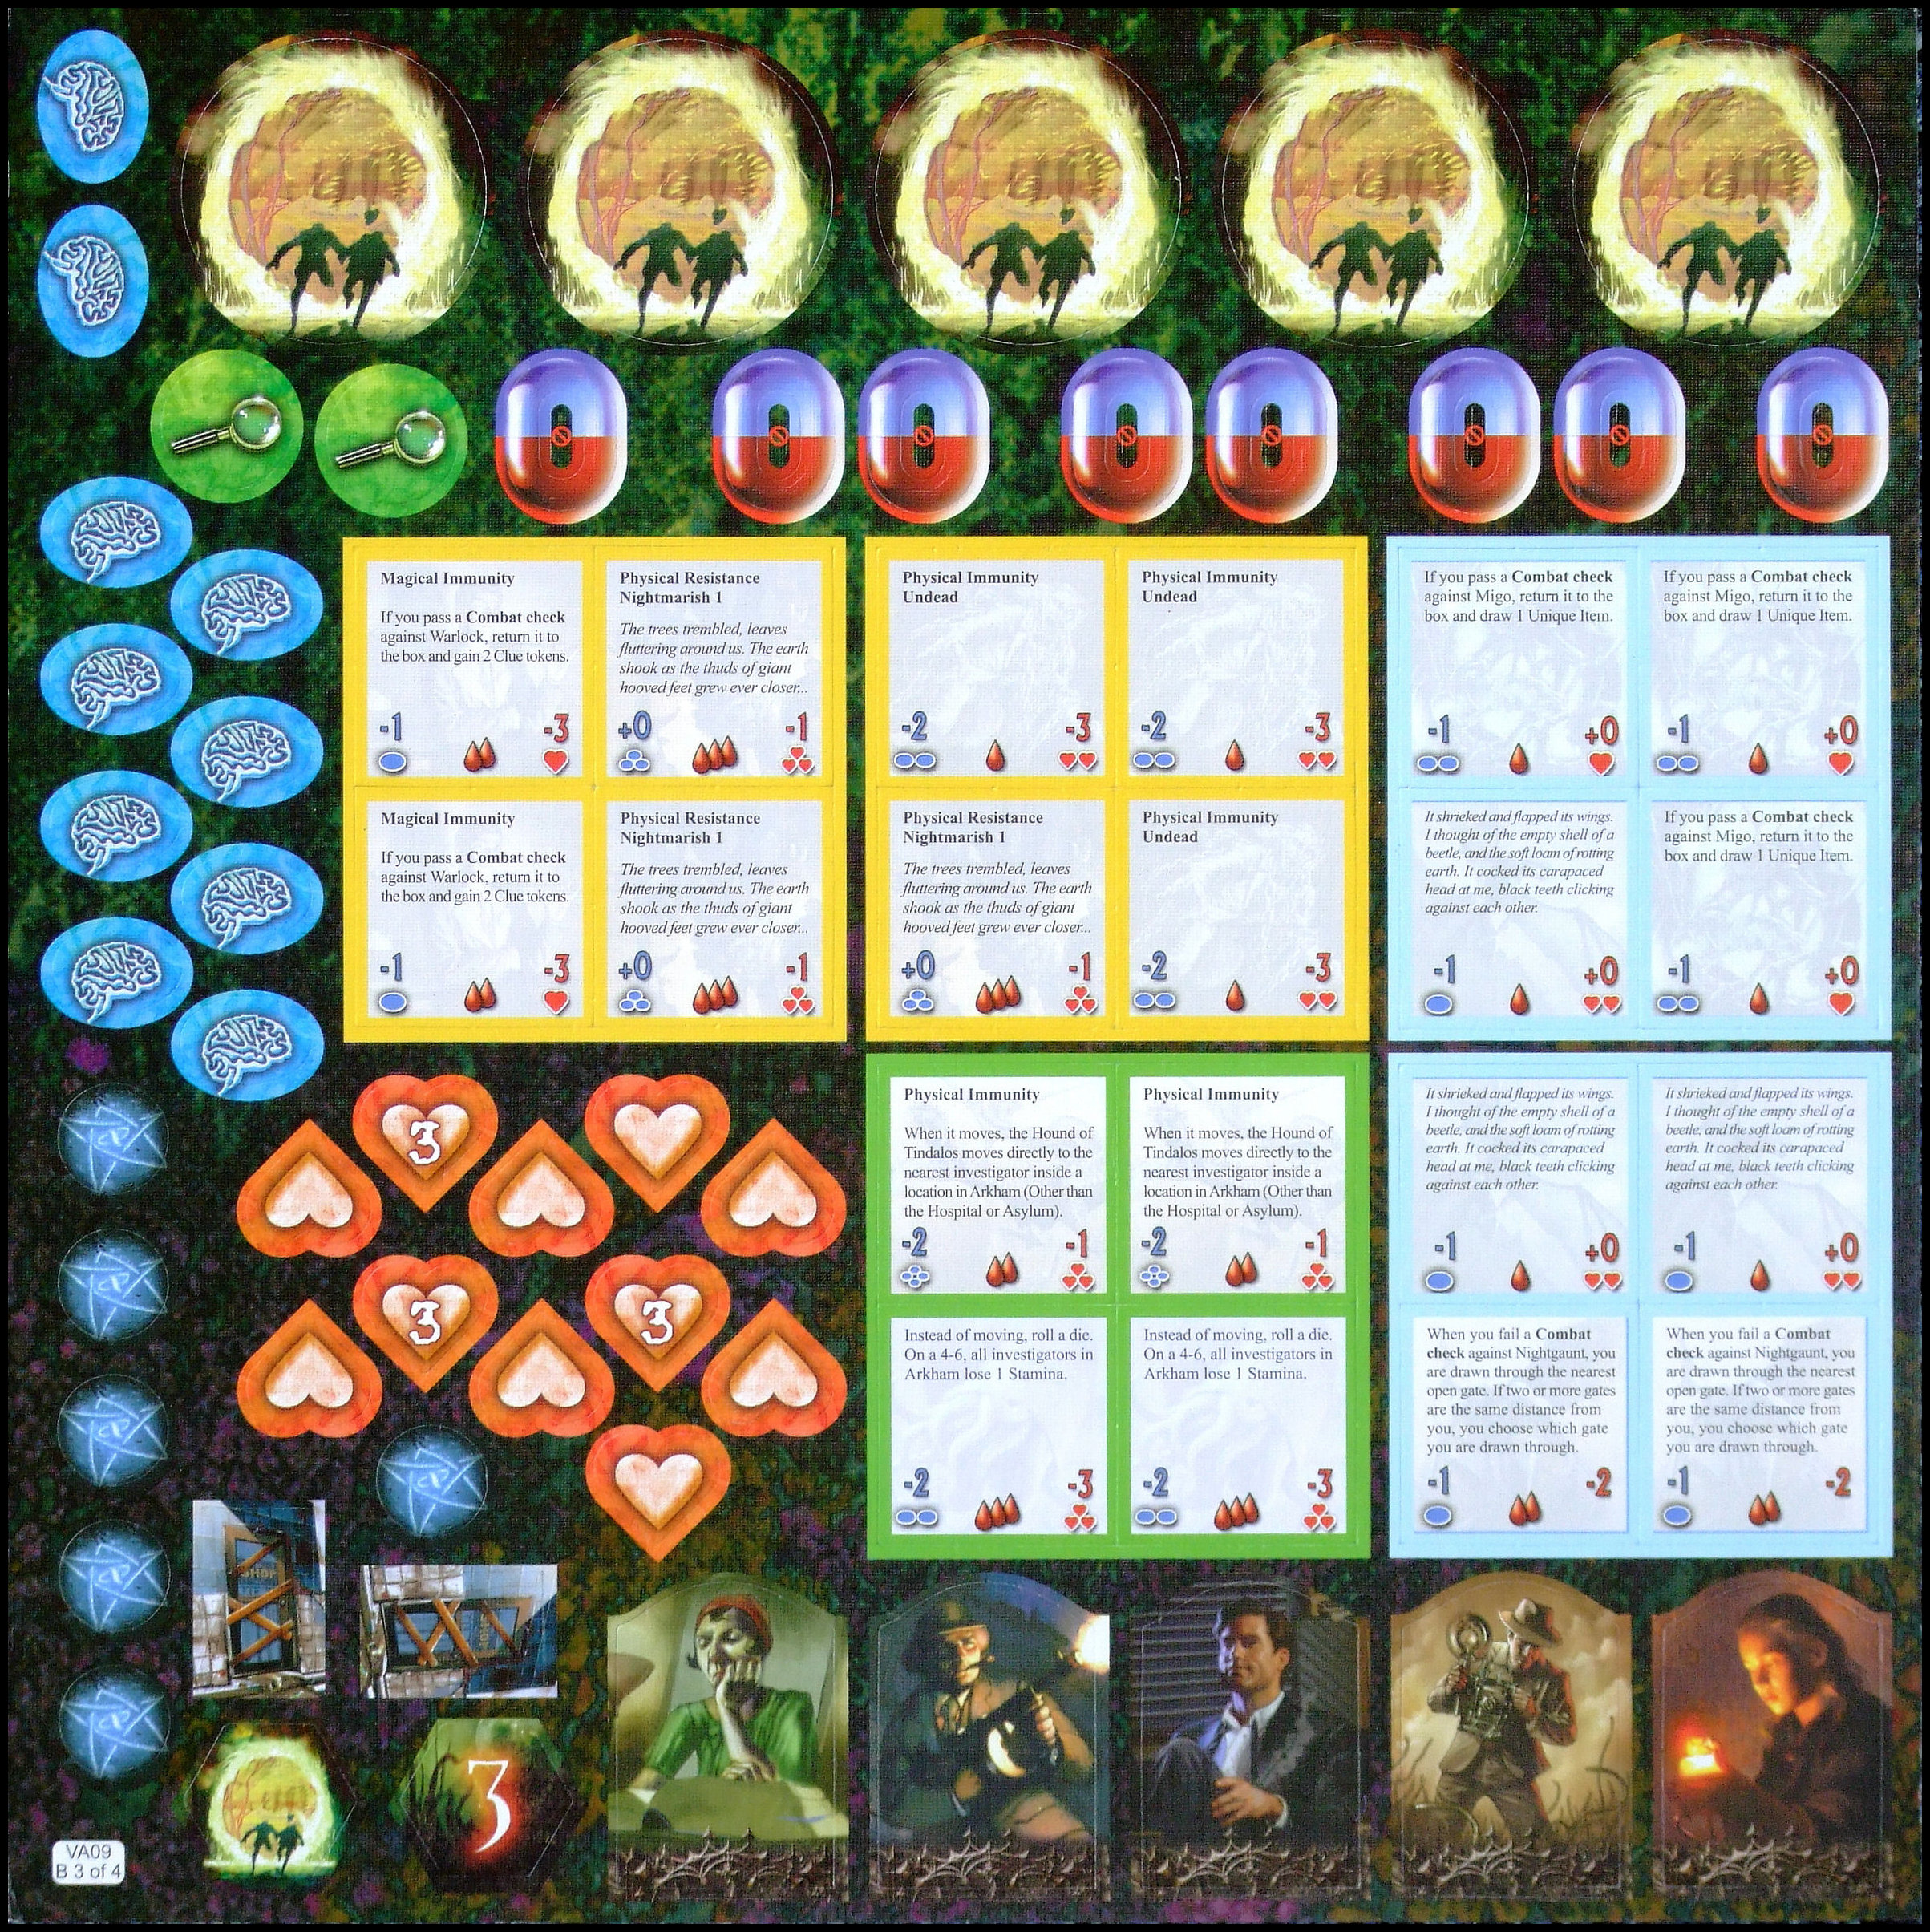 Magical Immunity
If you pass a Combat check
against Warlock, return it to
the box and gain 2 Clue tokens.
-1
-3
Physical Resistance
Nightmarish 1
The trees trembled, leaves
fluttering around us. The earth
shook as the thuds of giant
hooved feet grew ever closer...
+0
-1
Physical Immunity
Undead
-2
-3
Physical Immunity
Undead
-2
-3
If you pass a Combat check
against Migo, return it to the
box and draw 1 Unique Item.
-1
+0
If you pass a Combat check
against Migo, return it to the
box and draw 1 Unique Item.
-1
+0
Magical Immunity
If you pass a Combat check
against Warlock, return it to
the box and gain 2 Clue tokens.
-1
-3
Physical Resistance
Nightmarish 1
The trees trembled, leaves
fluttering around us. The earth
shook as the thuds of giant
hooved feet grew ever closer...
+0
-1
Physical Resistance
Nightmarish 1
The trees trembled, leaves
fluttering around us. The earth
shook as the thuds of giant
hooved feet grew ever closer...
+0
-1
Physical Immunity
Undead
-2
-3
It shrieked and flapped its wings.
I thought of the empty shell of a
beetle, and the soft loam of rotting
earth. It cocked its carapaced
head at me, black teeth clicking
against each other.
-1
+0
If you pass a Combat check
against Migo, return it to the
box and draw 1 Unique Item.
-1
+0
3
3
3
Physical Immunity
When it moves, the Hound of
Tindalos moves directly to the
nearest investigator inside a
location in Arkham (Other than
the Hospital or Asylum).
-2
-1
Physical Immunity
When it moves, the Hound of
Tindalos moves directly to the
nearest investigator inside a
location in Arkham (Other than
the Hospital or Asylum).
-2
-1
It shrieked and flapped its wings.
I thought of the empty shell of a
beetle, and the soft loam of rotting
earth. It cocked its carapaced
head at me, black teeth clicking
against each other.
-1
+0
It shrieked and flapped its wings.
I thought of the empty shell of a
beetle, and the soft loam of rotting
earth. It cocked its carapaced
head at me, black teeth clicking
against each other.
-1
+0
Instead of moving, roll a die.
On a 4-6, all investigators in
Arkham lose 1 Stamina.
-2
-3
Instead of moving, roll a die.
On a 4-6, all investigators in
Arkham lose 1 Stamina.
-2
-3
When you fail a Combat
check against Nightgaunt, you
are drawn through the nearest
open gate. If two or more gates
are the same distance from
you, you choose which gate
you are drawn through.
-1
-2
When you fail a Combat
check against Nightgaunt, you
are drawn through the nearest
open gate. If two or more gates
are the same distance from
you, you choose which gate
you are drawn through.
-1
-2
SHOP
3
VA09
B 3 of 4